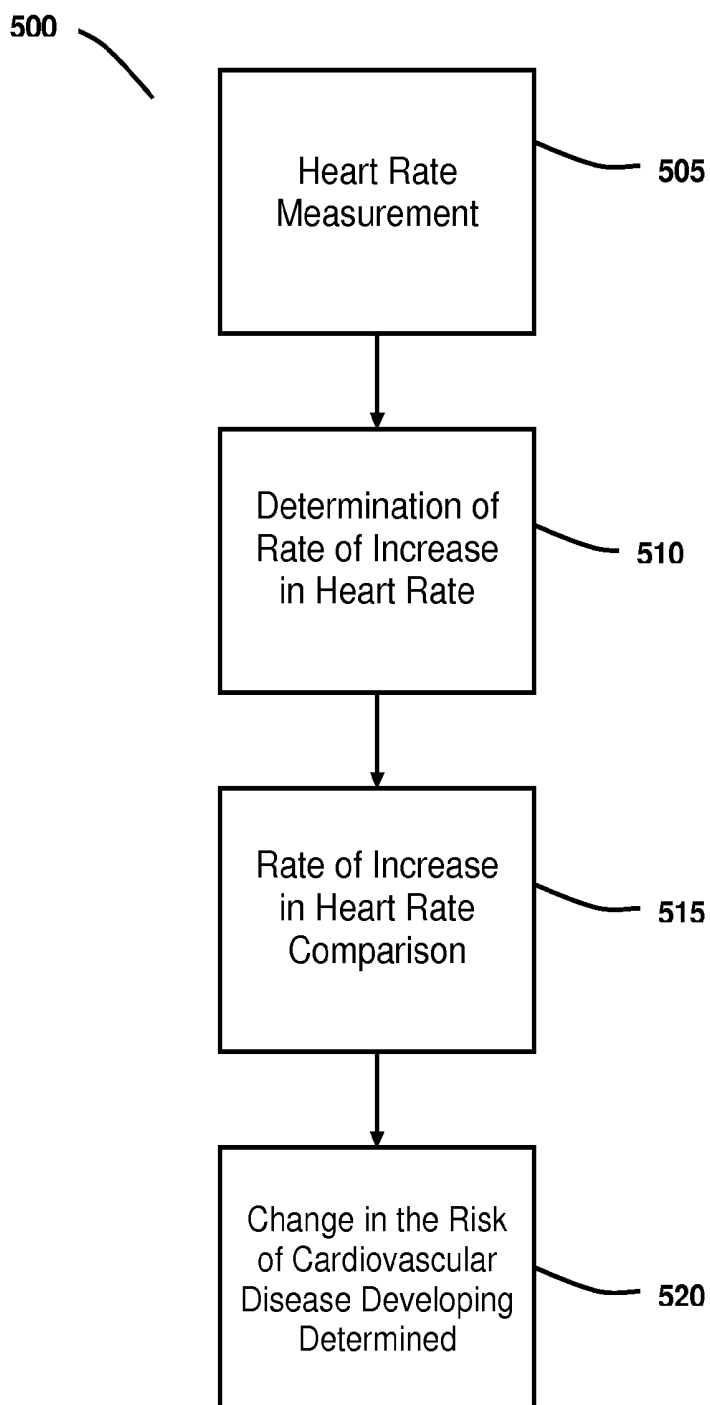 500
Heart Rate
Measurement
505
Determination of
Rate of Increase
in Heart Rate
510
Rate of Increase
in Heart Rate
Comparison
515
Change in the Risk
of Cardiovascular
Disease Developing
Determined
520